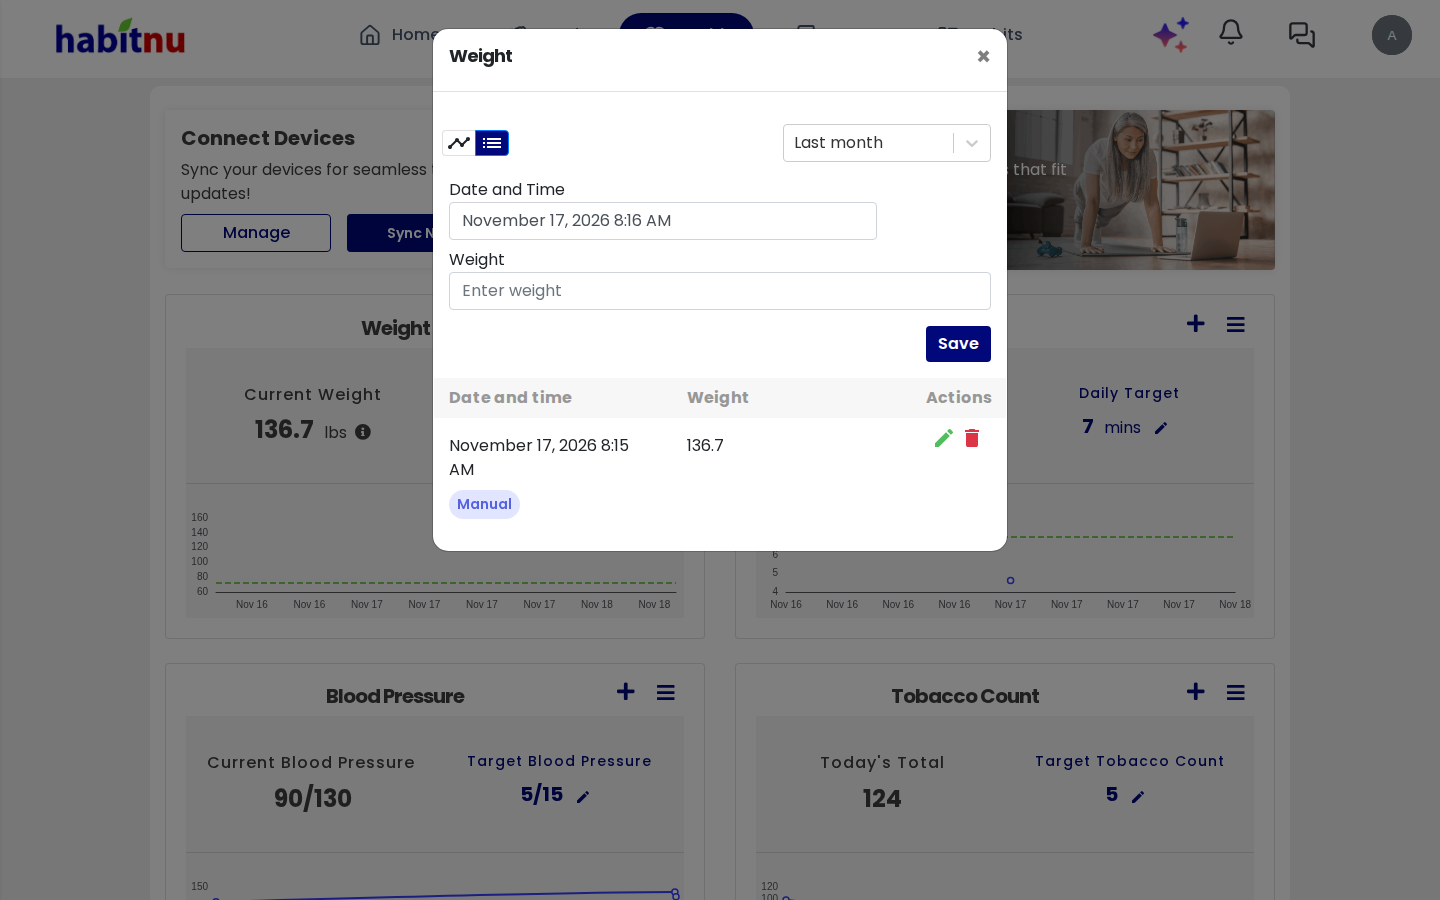 habitnu
Home
its
A
Weight
×
Connect Devices
Sync your devices for seamless
updates!
Manage
Sync N
that fit
Last month
Date and Time
November 17, 2026 8:16 AM
Weight
Enter weight
Save
Date and time Weight Actions
November 17, 2026 8:15
AM
136.7
Manual
Weight
Current Weight
136.7 lbs
160
140
120
100
80
60
Nov 16 Nov 16 Nov 17 Nov 17 Nov 17 Nov 17 Nov 18 Nov 18
Daily Target
7 mins
6
5
4
Nov 16 Nov 16 Nov 16 Nov 16 Nov 17 Nov 17 Nov 17 Nov 17 Nov 18
Blood Pressure
Current Blood Pressure
90/130
Target Blood Pressure
5/15
150
Tobacco Count
Today's Total
124
Target Tobacco Count
5
120
100